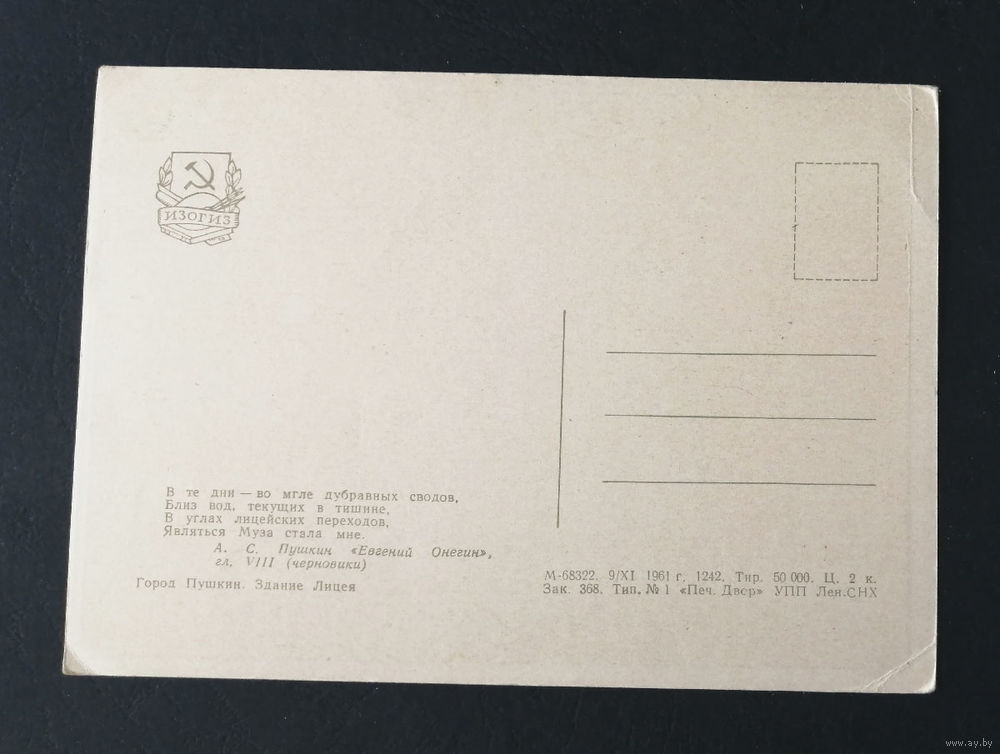 ИЗОГИЗ
В те дни — во мгле дубравных сводов,
Близ вод, текущих в тишине,
В углах лицейских переходов,
Являться Муза стала мне.
А. С. Пушкин «Евгений Онегин»,
гл. VIII (черновики)
Город Пушкин. Здание Лицея
М-68322. 9/XI 1961 г. 1242. Тир. 50 000. Ц. 2 к.
Зак. 368. Тип. № 1 «Печ. Двор» УПП Лен.СНХ
www.ay.by